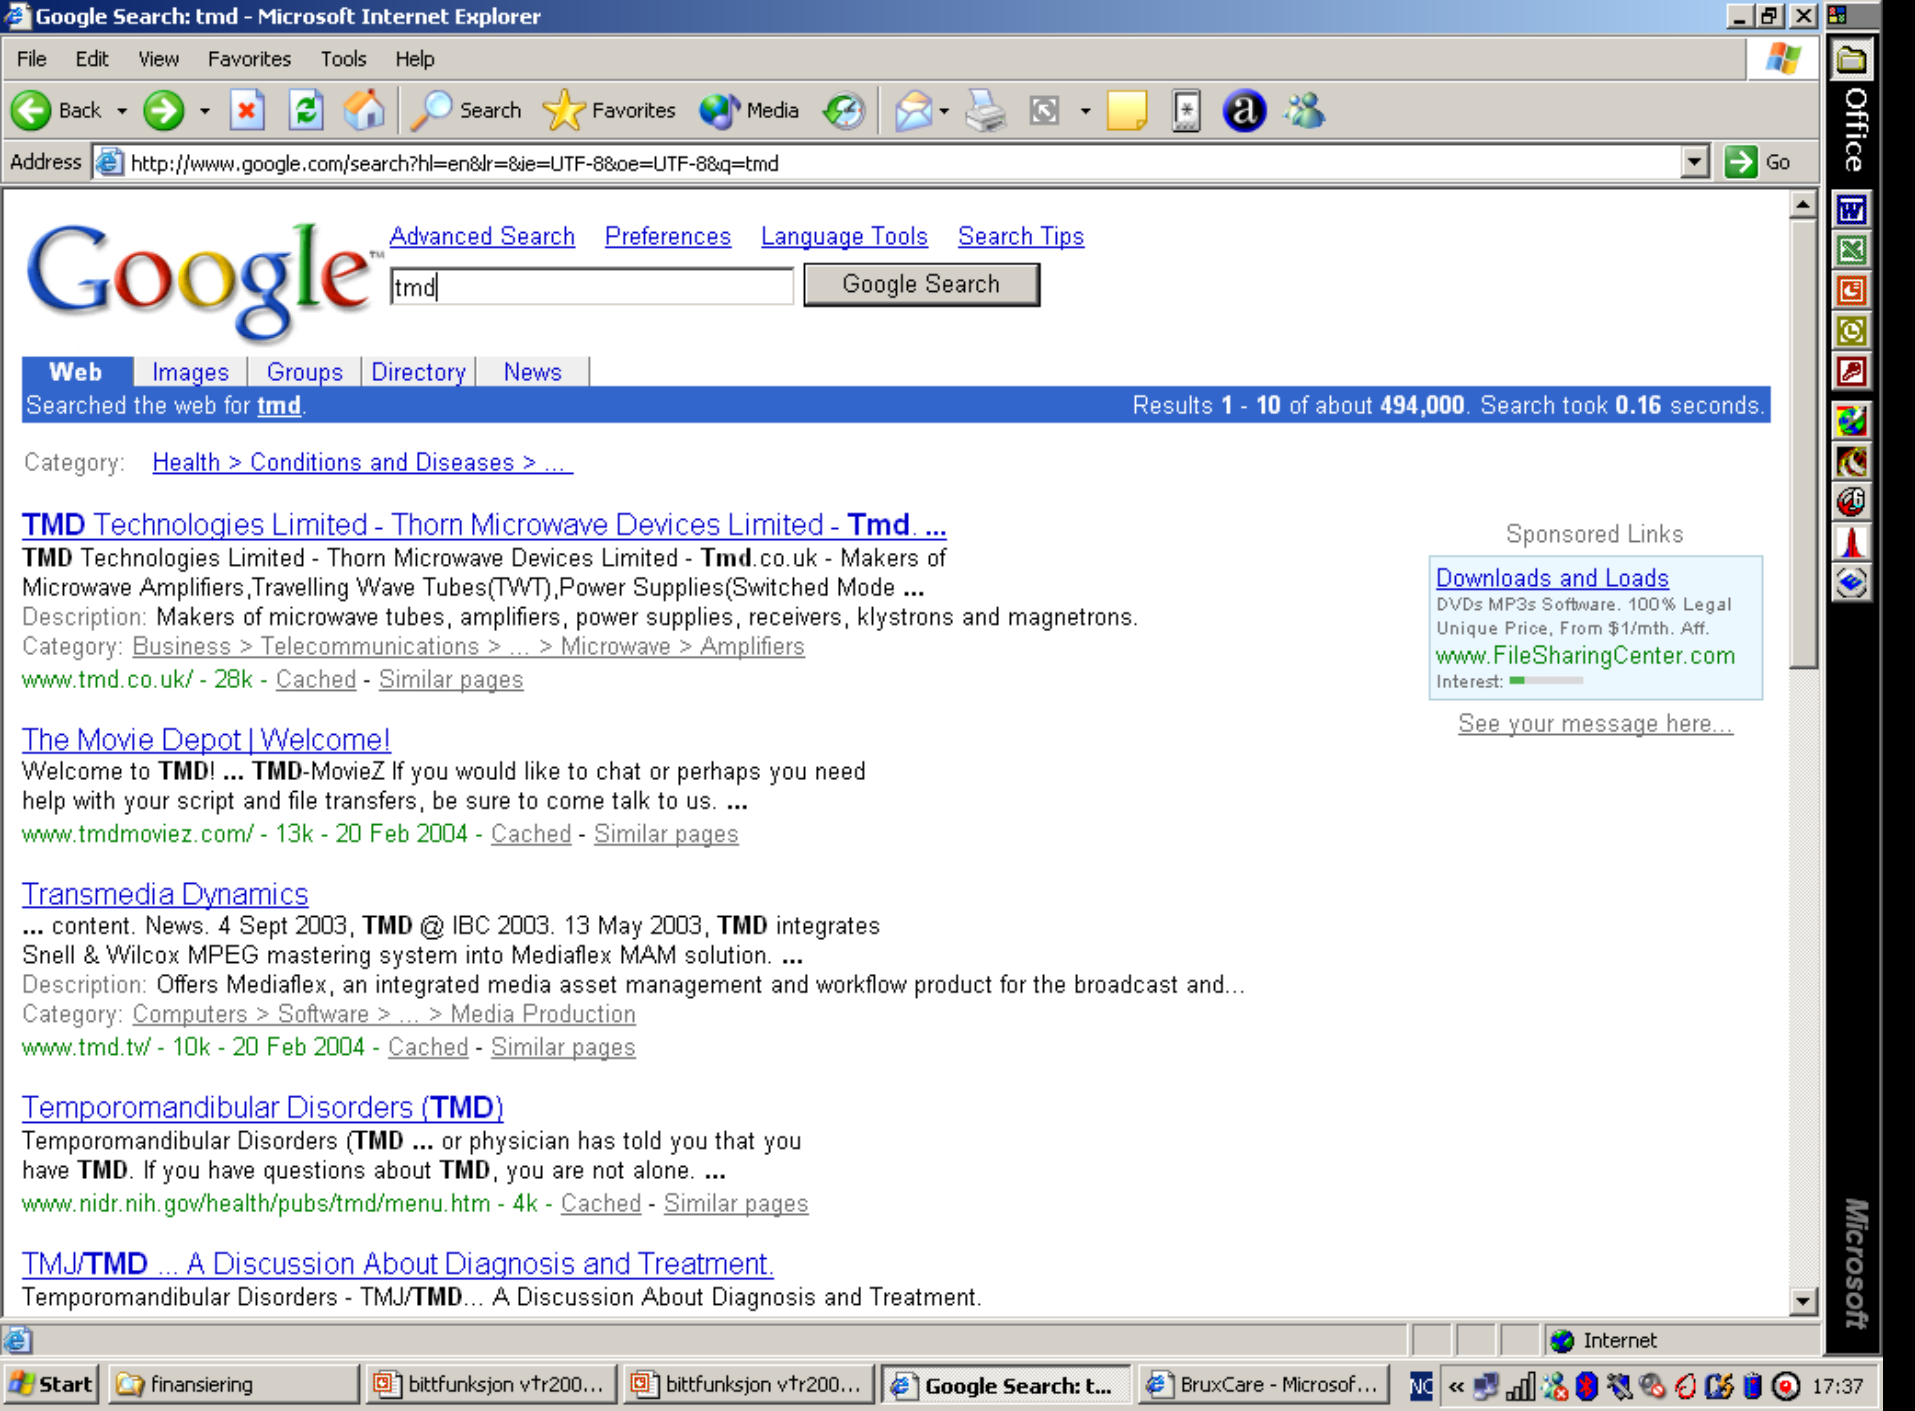 Google Search: tmd - Microsoft Internet Explorer
File Edit View Favorites Tools Help
Back Search Favorites Media
Address http://www.google.com/search?hl=en&lr=&ie=UTF-8&oe=UTF-8&q=tmd Go
Office
Google™
Advanced Search Preferences Language Tools Search Tips
tmd Google Search
Web Images Groups Directory News
Searched the web for tmd. Results 1 - 10 of about 494,000. Search took 0.16 seconds.
Category: Health > Conditions and Diseases > ...
TMD Technologies Limited - Thorn Microwave Devices Limited - Tmd. ...
TMD Technologies Limited - Thorn Microwave Devices Limited - Tmd.co.uk - Makers of
Microwave Amplifiers,Travelling Wave Tubes(TWT),Power Supplies(Switched Mode ...
Description: Makers of microwave tubes, amplifiers, power supplies, receivers, klystrons and magnetrons.
Category: Business > Telecommunications > ... > Microwave > Amplifiers
www.tmd.co.uk/ - 28k - Cached - Similar pages
Sponsored Links
Downloads and Loads
DVDs MP3s Software. 100% Legal
Unique Price, From $1/mth. Aff.
www.FileSharingCenter.com
Interest:
See your message here...
The Movie Depot | Welcome!
Welcome to TMD! ... TMD-MovieZ If you would like to chat or perhaps you need
help with your script and file transfers, be sure to come talk to us. ...
www.tmdmoviez.com/ - 13k - 20 Feb 2004 - Cached - Similar pages
Transmedia Dynamics
... content. News. 4 Sept 2003, TMD @ IBC 2003. 13 May 2003, TMD integrates
Snell & Wilcox MPEG mastering system into Mediaflex MAM solution. ...
Description: Offers Mediaflex, an integrated media asset management and workflow product for the broadcast and...
Category: Computers > Software > ... > Media Production
www.tmd.tv/ - 10k - 20 Feb 2004 - Cached - Similar pages
Temporomandibular Disorders (TMD)
Temporomandibular Disorders (TMD ... or physician has told you that you
have TMD. If you have questions about TMD, you are not alone. ...
www.nidr.nih.gov/health/pubs/tmd/menu.htm - 4k - Cached - Similar pages
TMJ/TMD ... A Discussion About Diagnosis and Treatment.
Temporomandibular Disorders - TMJ/TMD... A Discussion About Diagnosis and Treatment.
Microsoft
Internet
Start finansiering bittfunksjon v†r200... bittfunksjon v†r200... Google Search: t... BruxCare - Microsof... NO « 17:37